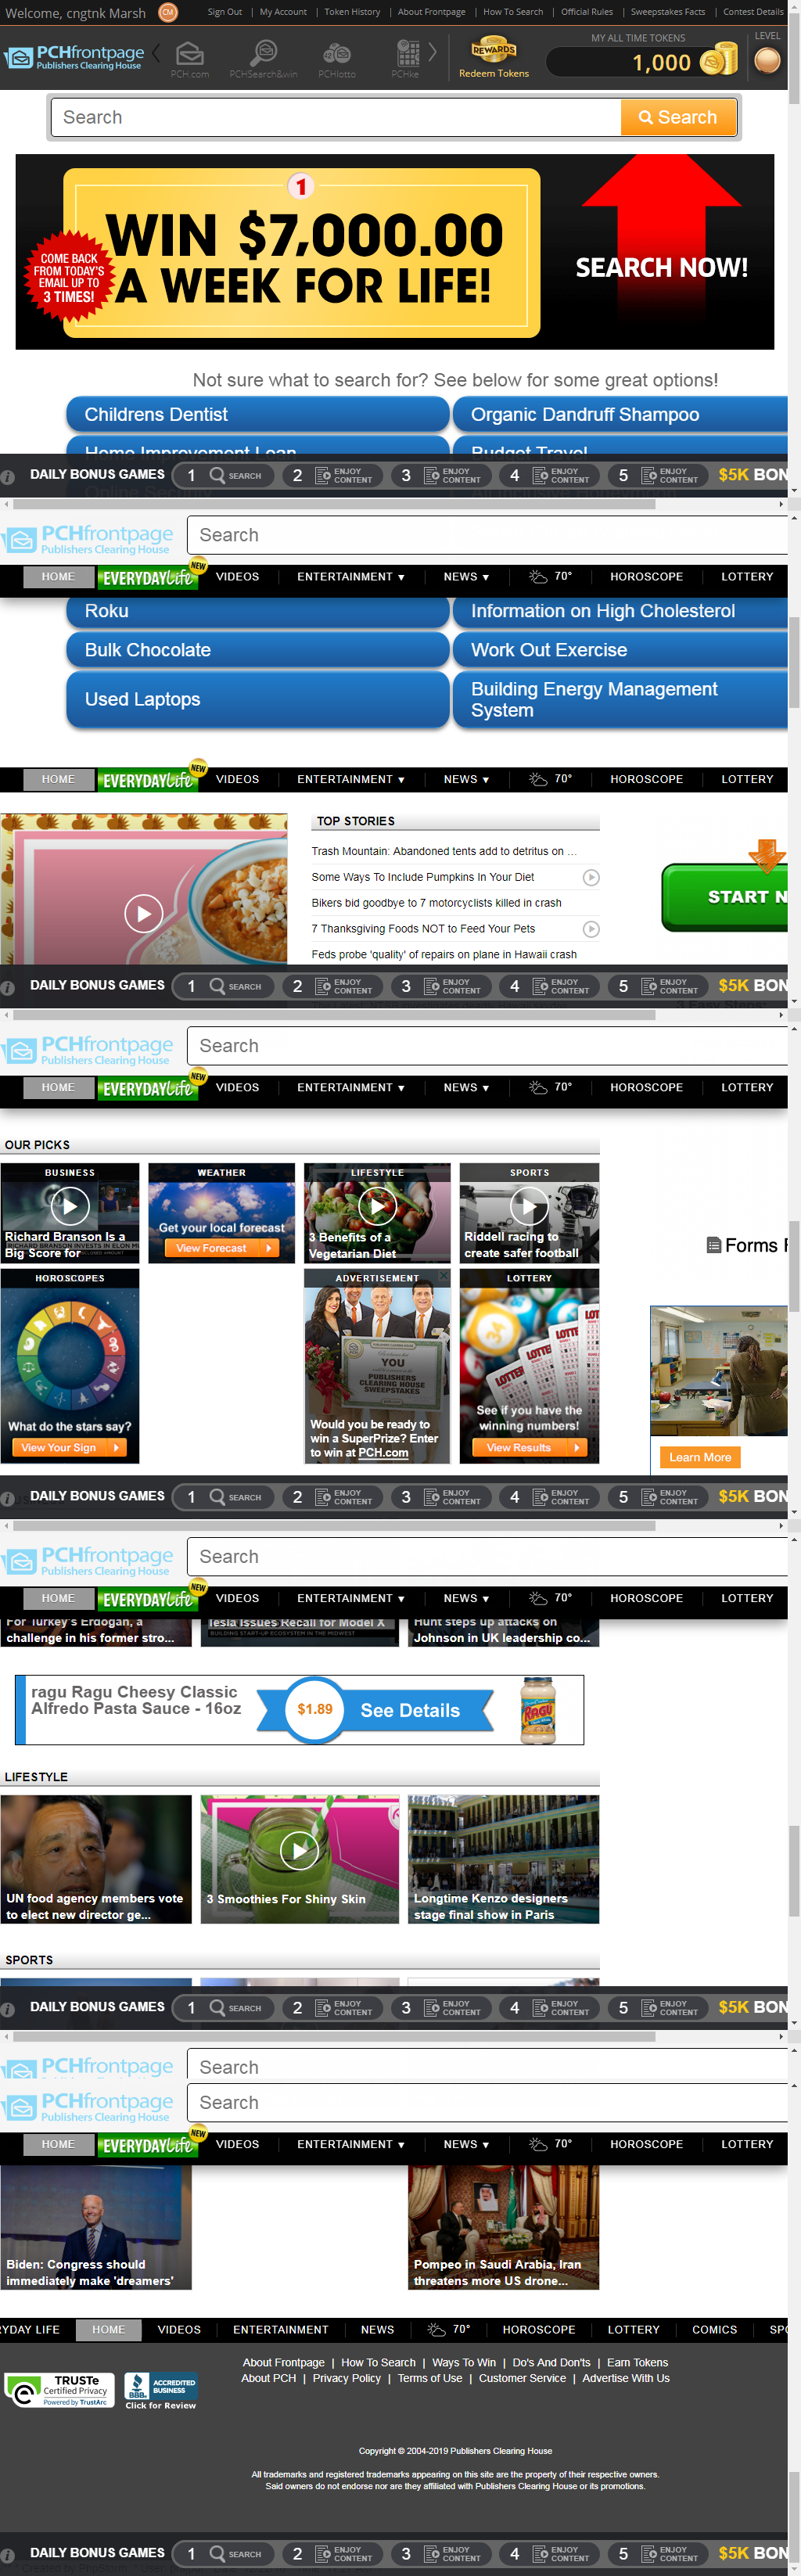 Welcome, cngtnk Marsh CM Sign Out | My Account | Token History | About Frontpage | How To Search | Official Rules | Sweepstakes Facts | Contest Details
PCHfrontpage
Publishers Clearing House
PCH.com PCHSearch&win PCHlotto PCHke
REWARDS
Redeem Tokens
MY ALL TIME TOKENS
1,000
LEVEL
Search Search
1
WIN $7,000.00
A WEEK FOR LIFE!
COME BACK
FROM TODAY'S
EMAIL UP TO
3 TIMES!
SEARCH NOW!
Not sure what to search for? See below for some great options!
Childrens Dentist Organic Dandruff Shampoo
Home Improvement Loan Budget Travel
DAILY BONUS GAMES 1 SEARCH 2 ENJOY CONTENT 3 ENJOY CONTENT 4 ENJOY CONTENT 5 ENJOY CONTENT $5K BON
PCHfrontpage
Publishers Clearing House
Search
HOME EVERYDAY Life NEW VIDEOS ENTERTAINMENT ▼ NEWS ▼ 70° HOROSCOPE LOTTERY
Roku Information on High Cholesterol
Bulk Chocolate Work Out Exercise
Used Laptops Building Energy Management
System
HOME EVERYDAY Life NEW VIDEOS ENTERTAINMENT ▼ NEWS ▼ 70° HOROSCOPE LOTTERY
TOP STORIES
Trash Mountain: Abandoned tents add to detritus on ...
Some Ways To Include Pumpkins In Your Diet
Bikers bid goodbye to 7 motorcyclists killed in crash
7 Thanksgiving Foods NOT to Feed Your Pets
Feds probe 'quality' of repairs on plane in Hawaii crash
START N
DAILY BONUS GAMES 1 SEARCH 2 ENJOY CONTENT 3 ENJOY CONTENT 4 ENJOY CONTENT 5 ENJOY CONTENT $5K BON
PCHfrontpage
Publishers Clearing House
Search
HOME EVERYDAY Life NEW VIDEOS ENTERTAINMENT ▼ NEWS ▼ 70° HOROSCOPE LOTTERY
OUR PICKS
BUSINESS
Richard Branson Is a
Big Score for
WEATHER
Get your local forecast
View Forecast
LIFESTYLE
3 Benefits of a
Vegetarian Diet
SPORTS
Riddell racing to
create safer football
Forms F
HOROSCOPES
What do the stars say?
View Your Sign
ADVERTISEMENT
YOU
PUBLISHERS
CLEARING HOUSE
SWEEPSTAKES
Would you be ready to
win a SuperPrize? Enter
to win at PCH.com
LOTTERY
See if you have the
winning numbers!
View Results
Learn More
DAILY BONUS GAMES 1 SEARCH 2 ENJOY CONTENT 3 ENJOY CONTENT 4 ENJOY CONTENT 5 ENJOY CONTENT $5K BON
PCHfrontpage
Publishers Clearing House
Search
HOME EVERYDAY Life NEW VIDEOS ENTERTAINMENT ▼ NEWS ▼ 70° HOROSCOPE LOTTERY
For Turkey's Erdogan, a
challenge in his former stro...
Tesla Issues Recall for Model X
BUILDING START-UP ECOSYSTEM IN THE MIDWEST
Hunt steps up attacks on
Johnson in UK leadership co...
ragu Ragu Cheesy Classic
Alfredo Pasta Sauce - 16oz
$1.89
See Details
RAGÚ
LIFESTYLE
UN food agency members vote
to elect new director ge...
3 Smoothies For Shiny Skin
Longtime Kenzo designers
stage final show in Paris
SPORTS
DAILY BONUS GAMES 1 SEARCH 2 ENJOY CONTENT 3 ENJOY CONTENT 4 ENJOY CONTENT 5 ENJOY CONTENT $5K BON
PCHfrontpage
Search
PCHfrontpage
Publishers Clearing House
Search
HOME EVERYDAY Life NEW VIDEOS ENTERTAINMENT ▼ NEWS ▼ 70° HOROSCOPE LOTTERY
Biden: Congress should
immediately make 'dreamers'
Pompeo in Saudi Arabia, Iran
threatens more US drone...
RYDAY LIFE HOME VIDEOS ENTERTAINMENT NEWS 70° HOROSCOPE LOTTERY COMICS SPO
About Frontpage | How To Search | Ways To Win | Do's And Don'ts | Earn Tokens
About PCH | Privacy Policy | Terms of Use | Customer Service | Advertise With Us
TRUSTe
Certified Privacy
Powered by TrustArc
BBB
ACCREDITED
BUSINESS
Click for Review
Copyright © 2004-2019 Publishers Clearing House
All trademarks and registered trademarks appearing on this site are the property of their respective owners.
Said owners do not endorse nor are they affiliated with Publishers Clearing House or its promotions.
DAILY BONUS GAMES 1 SEARCH 2 ENJOY CONTENT 3 ENJOY CONTENT 4 ENJOY CONTENT 5 ENJOY CONTENT $5K BON